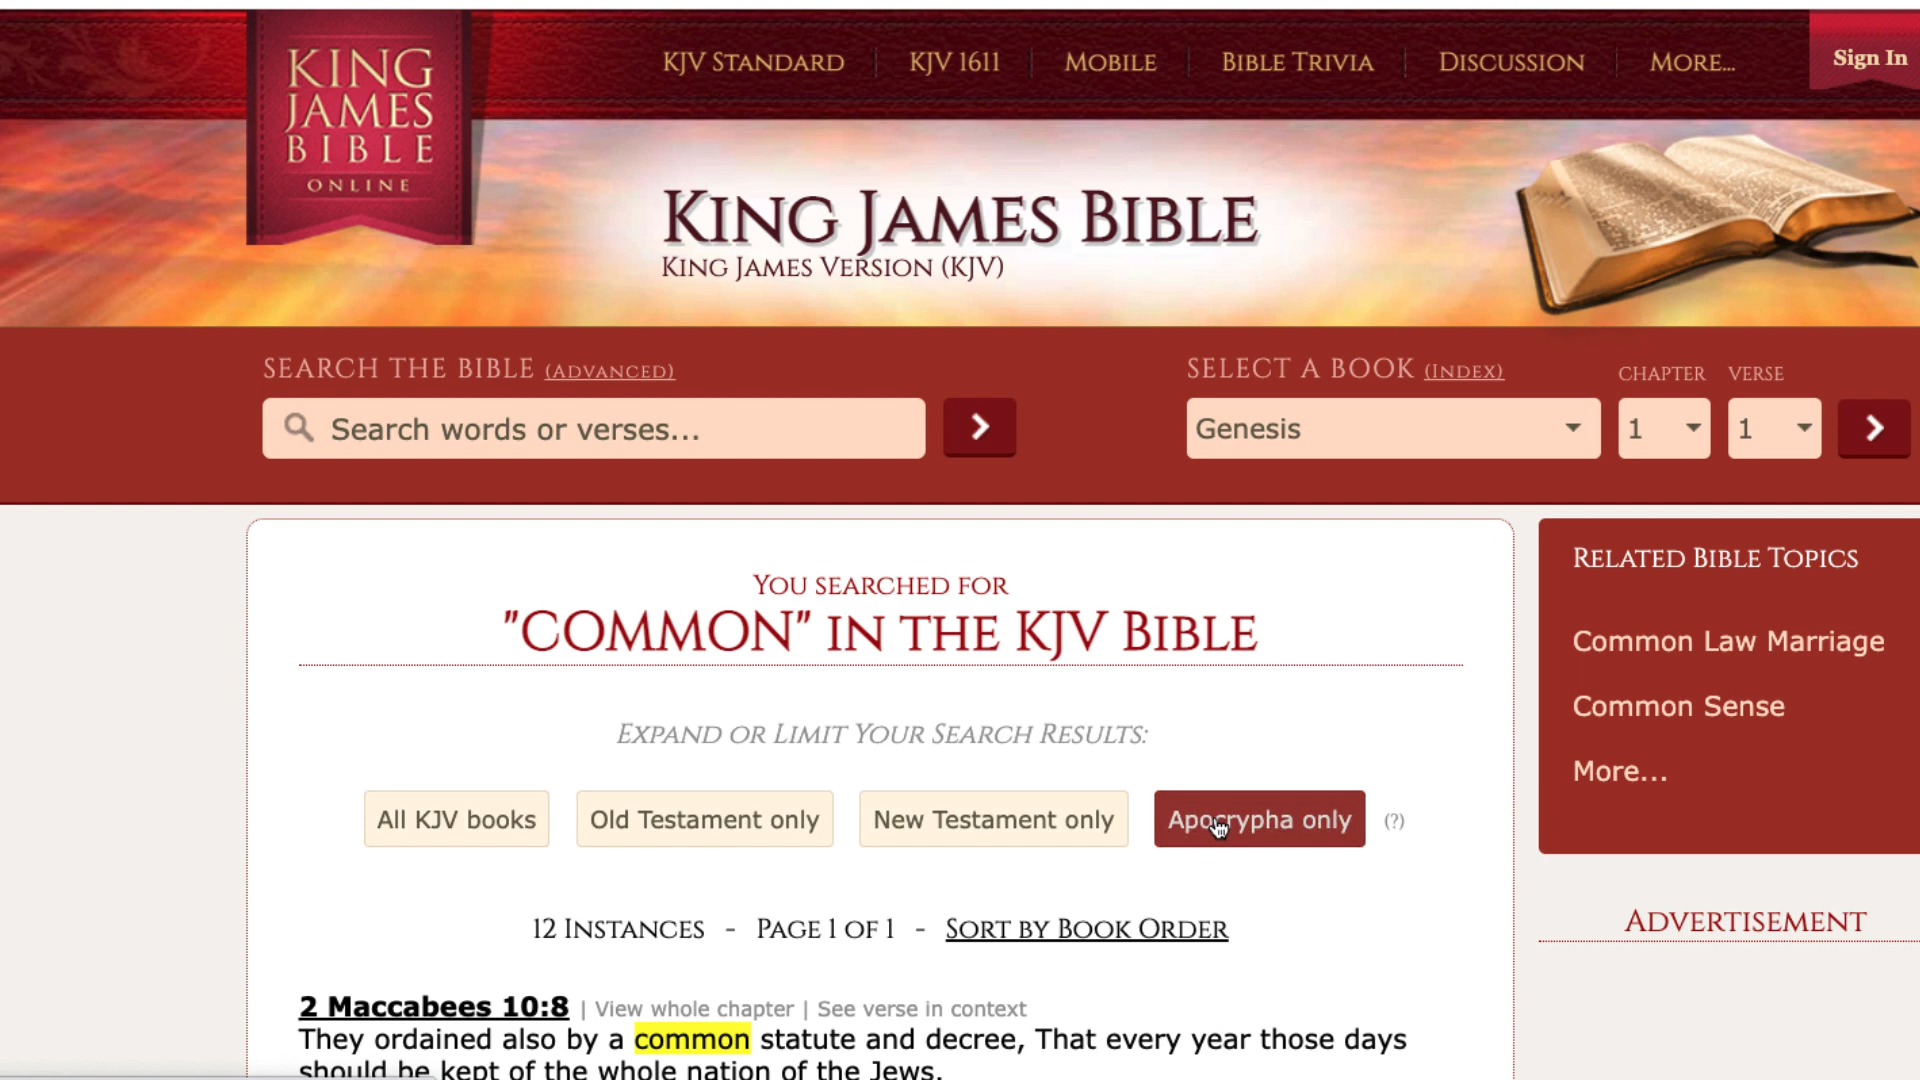 KING
JAMES
BIBLE
ONLINE
KJV STANDARD
KJV 1611
MOBILE
BIBLE TRIVIA
DISCUSSION
MORE...
Sign In
KING JAMES BIBLE
KING JAMES VERSION (KJV)
SEARCH THE BIBLE (ADVANCED)
Search words or verses...
SELECT A BOOK (INDEX)
CHAPTER
VERSE
Genesis
1
1
YOU SEARCHED FOR
"COMMON" IN THE KJV BIBLE
EXPAND OR LIMIT YOUR SEARCH RESULTS:
All KJV books
Old Testament only
New Testament only
Apocrypha only
(?)
12 INSTANCES - PAGE 1 OF 1 - SORT BY BOOK ORDER
2 Maccabees 10:8 | View whole chapter | See verse in context
They ordained also by a common statute and decree, That every year those days
should be kept of the whole nation of the Jews.
RELATED BIBLE TOPICS
Common Law Marriage
Common Sense
More...
ADVERTISEMENT